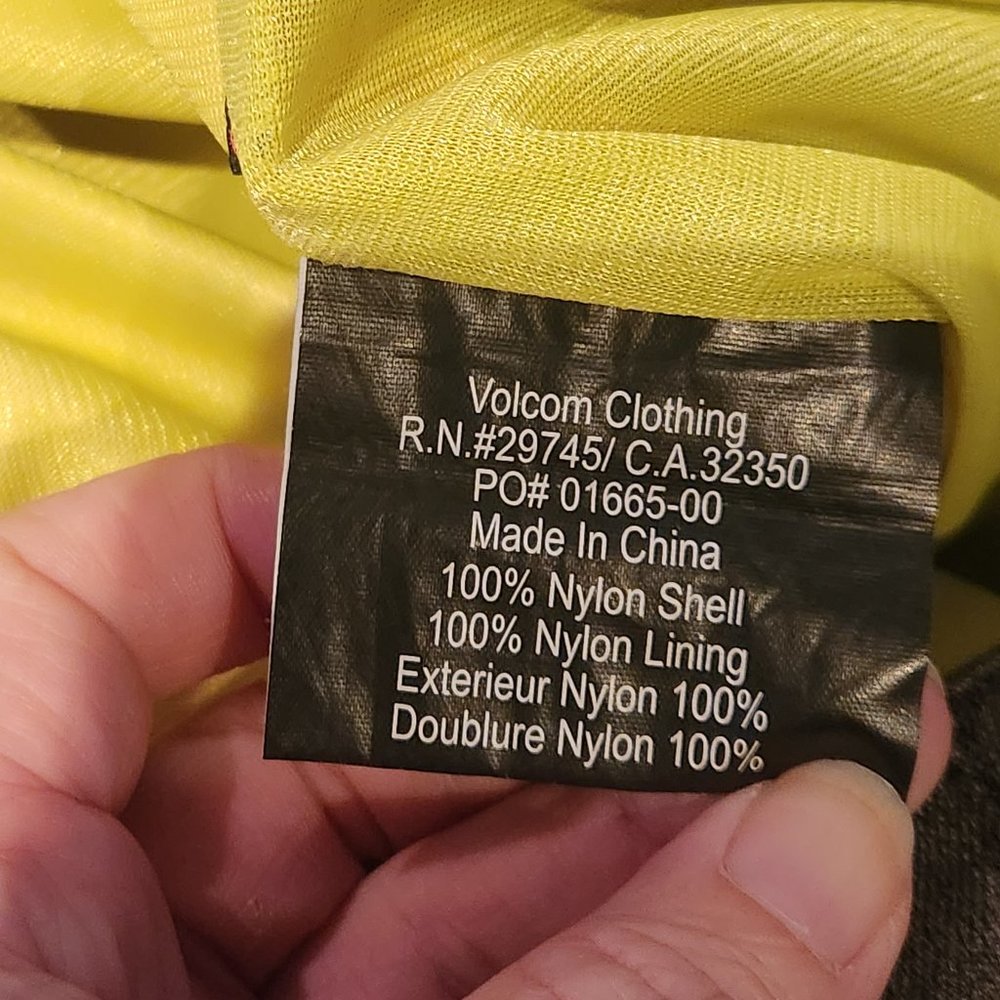 Volcom Clothing
R.N.#29745/ C.A.32350
PO# 01665-00
Made In China
100% Nylon Shell
100% Nylon Lining
Exterieur Nylon 100%
Doublure Nylon 100%